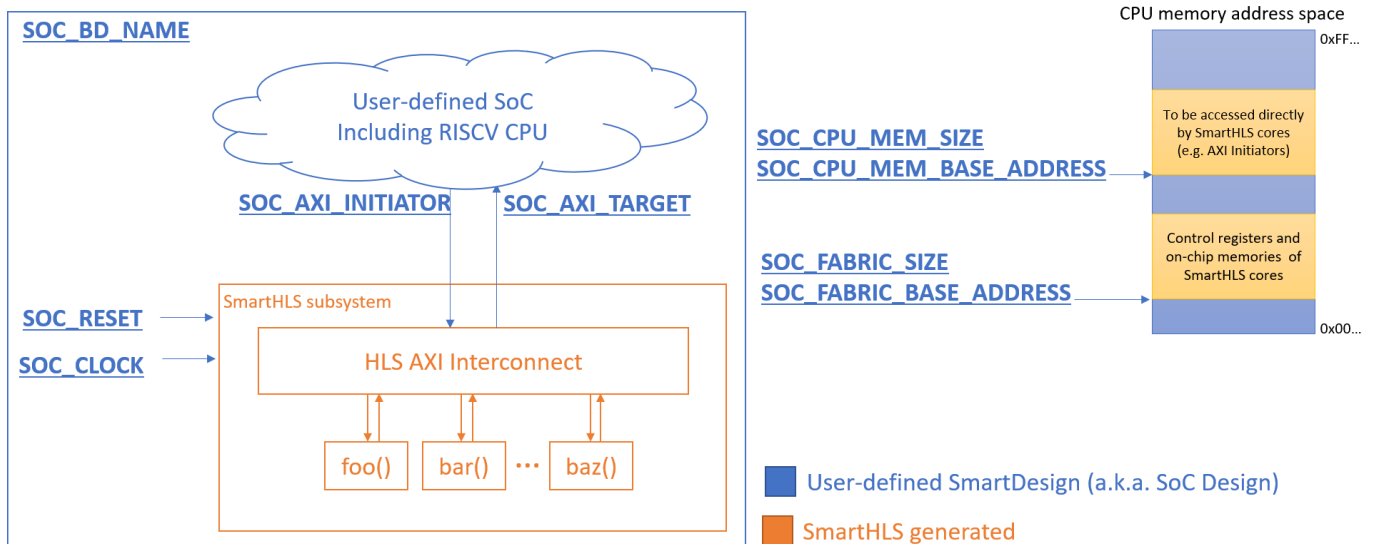 SOC_BD_NAME
User-defined SoC
Including RISCV CPU
SOC_AXI_INITIATOR
SOC_AXI_TARGET
SOC_RESET
SOC_CLOCK
SmartHLS subsystem
HLS AXI Interconnect
foo()
bar()
...
baz()
CPU memory address space
0xFF...
To be accessed directly
by SmartHLS cores
(e.g. AXI Initiators)
SOC_CPU_MEM_SIZE
SOC_CPU_MEM_BASE_ADDRESS
Control registers and
on-chip memories of
SmartHLS cores
SOC_FABRIC_SIZE
SOC_FABRIC_BASE_ADDRESS
0x00...
User-defined SmartDesign (a.k.a. SoC Design)
SmartHLS generated